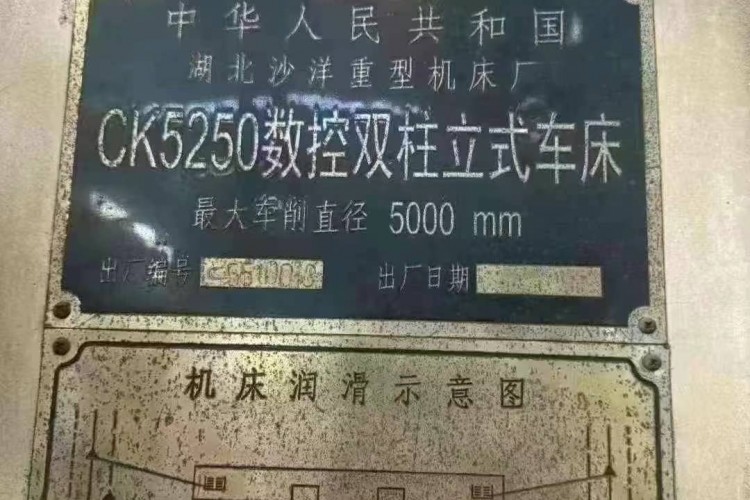 中华人民共和国
湖北沙洋重型机床厂
CK5250数控双柱立式车床
最大车削直径 5000 mm
出厂编号 出厂日期
机床润滑示意图